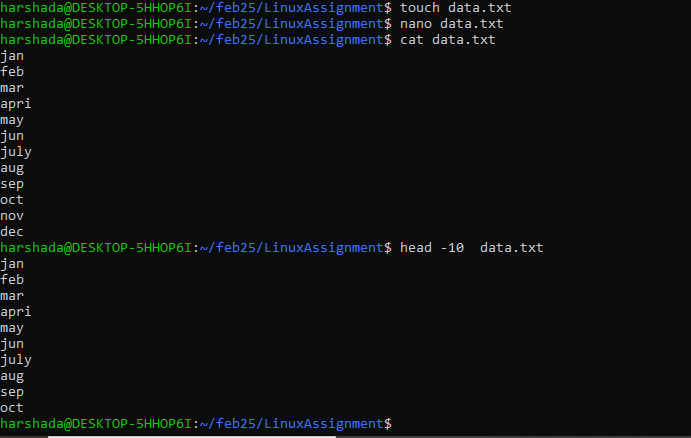 harshada@DESKTOP-5HHOP6I:~/feb25/LinuxAssignment$ touch data.txt
harshada@DESKTOP-5HHOP6I:~/feb25/LinuxAssignment$ nano data.txt
harshada@DESKTOP-5HHOP6I:~/feb25/LinuxAssignment$ cat data.txt
jan
feb
mar
apri
may
jun
july
aug
sep
oct
nov
dec
harshada@DESKTOP-5HHOP6I:~/feb25/LinuxAssignment$ head -10  data.txt
jan
feb
mar
apri
may
jun
july
aug
sep
oct
harshada@DESKTOP-5HHOP6I:~/feb25/LinuxAssignment$